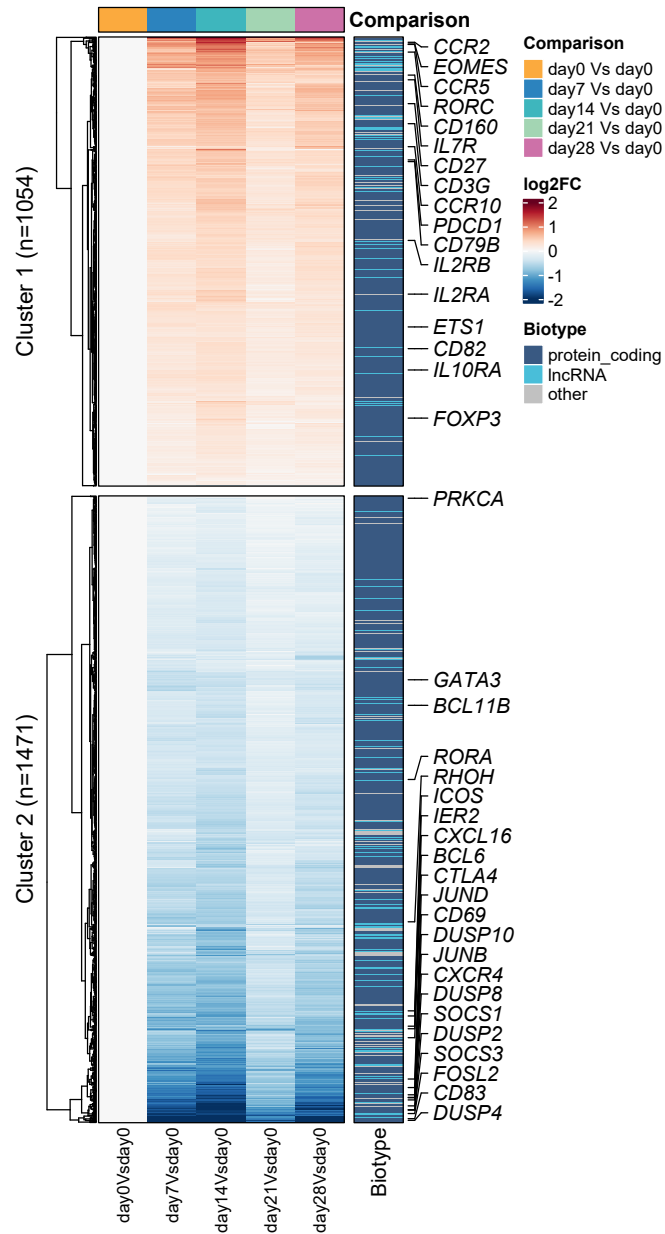 Comparison
Cluster 1 (n=1054)
CCR2
EOMES
CCR5
RORC
CD160
IL7R
CD27
CD3G
CCR10
PDCD1
CD79B
IL2RB
IL2RA
ETS1
CD82
IL10RA
FOXP3
Cluster 2 (n=1471)
PRKCA
GATA3
BCL11B
RORA
RHOH
ICOS
IER2
CXCL16
BCL6
CTLA4
JUND
CD69
DUSP10
JUNB
CXCR4
DUSP8
SOCS1
DUSP2
SOCS3
FOSL2
CD83
DUSP4
day0Vsday0
day7Vsday0
day14Vsday0
day21Vsday0
day28Vsday0
Biotype
Comparison
day0 Vs day0
day7 Vs day0
day14 Vs day0
day21 Vs day0
day28 Vs day0
log2FC
2
1
0
-1
-2
Biotype
protein_coding
lncRNA
other